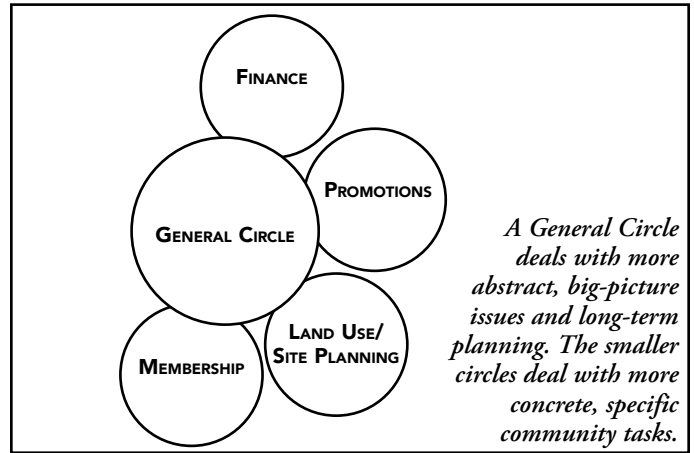 Finance
Promotions
General Circle
Land Use/
Site Planning
Membership
A General Circle
deals with more
abstract, big-picture
issues and long-term
planning. The smaller
circles deal with more
concrete, specific
community tasks.